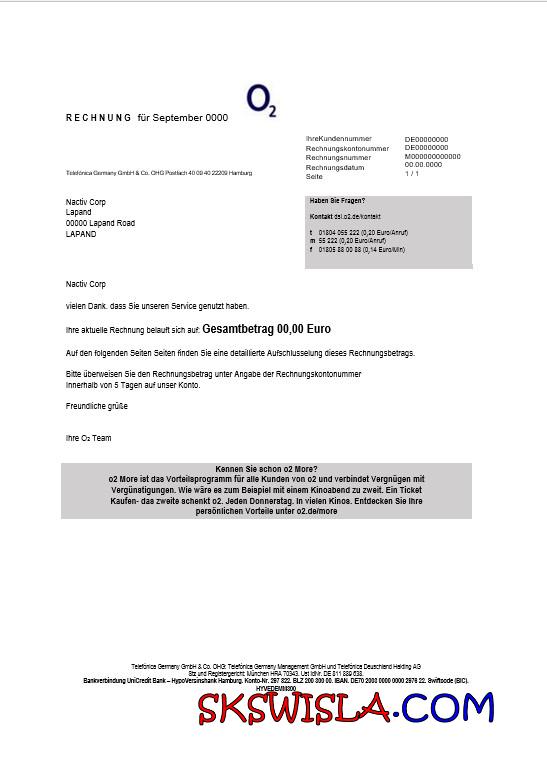 O2
RECHNUNG für September 0000
IhreKundennummer DE00000000
Rechnungskontonummer DE00000000
Rechnungsnummer M000000000000
Rechnungsdatum 00.00.0000
Seite 1 / 1
Telefónica Germany GmbH & Co. OHG Postfach 40 09 40 22209 Hamburg
Nactiv Corp
Lapand
00000 Lapand Road
LAPAND
Haben Sie Fragen?
Kontakt dsl.o2.de/kontakt
t 01804 055 222 (0,20 Euro/Anruf)
m 55 222 (0,20 Euro/Anruf)
f 01805 88 00 88 (0,14 Euro/Min)
Nactiv Corp
vielen Dank. dass Sie unseren Service genutzt haben.
Ihre aktuelle Rechnung belauft sich auf: Gesamtbetrag 00,00 Euro
Auf den folgenden Seiten Seiten finden Sie eine detaillierte Aufschlusselung dieses Rechnungsbetrags.
Bitte überweisen Sie den Rechnungsbetrag unter Angabe der Rechnungskontonummer
Innerhalb von 5 Tagen auf unser Konto.
Freundliche grüße
Ihre O2 Team
Kennen Sie schon o2 More?
o2 More ist das Vorteilsprogramm für alle Kunden von o2 und verbindet Vergnügen mit
Vergünstigungen. Wie wäre es zum Beispiel mit einem Kinoabend zu zweit. Ein Ticket
Kaufen- das zweite schenkt o2. Jeden Donnerstag. In vielen Kinos. Entdecken Sie Ihre
persönlichen Vorteile unter o2.de/more
Telefónica Germany GmbH & Co. OHG; Telefónica Germany Management GmbH und Telefónica Deuschland Holding AG
Stz und Registergericht: München HRA 70343. Ust IdNr. DE 811 889 638.
Bankverbindung UniCredit Bank – HypoVersinshank Hamburg. Konto-Nr. 297 822. BLZ 200 300 00. IBAN. DE70 2003 0000 0000 2976 22. Swiftcode (BIC).
HYVEDEMM300
SKSWISLA.COM